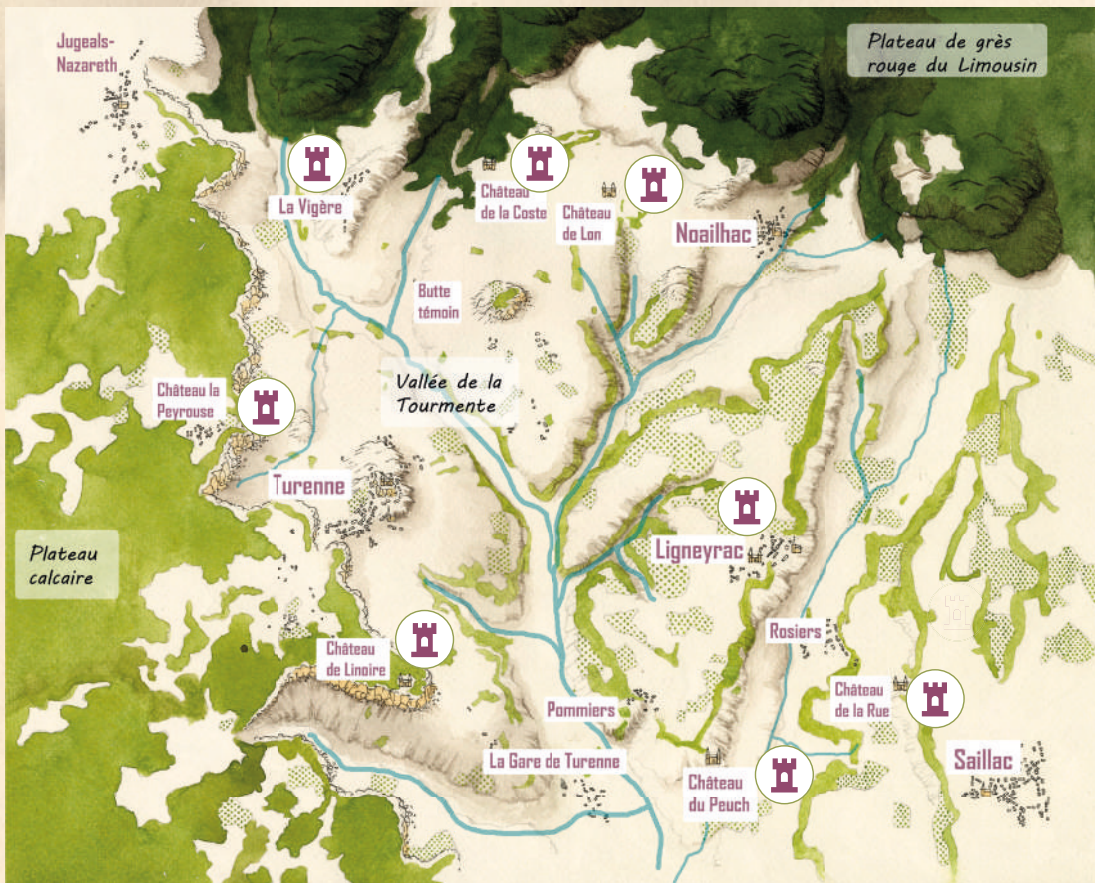 Jugeals-
Nazareth
Plateau de grès
rouge du Limousin
La Vigère
Château
de la Coste
Château
de Lon
Noailhac
Butte
témoin
Château la
Peyrouse
Vallée de la
Tourmente
Turenne
Plateau
calcaire
Ligneyrac
Rosiers
Château
de Linoire
Château
de la Rue
Pommiers
La Gare de Turenne
Saillac
Château
du Peuch